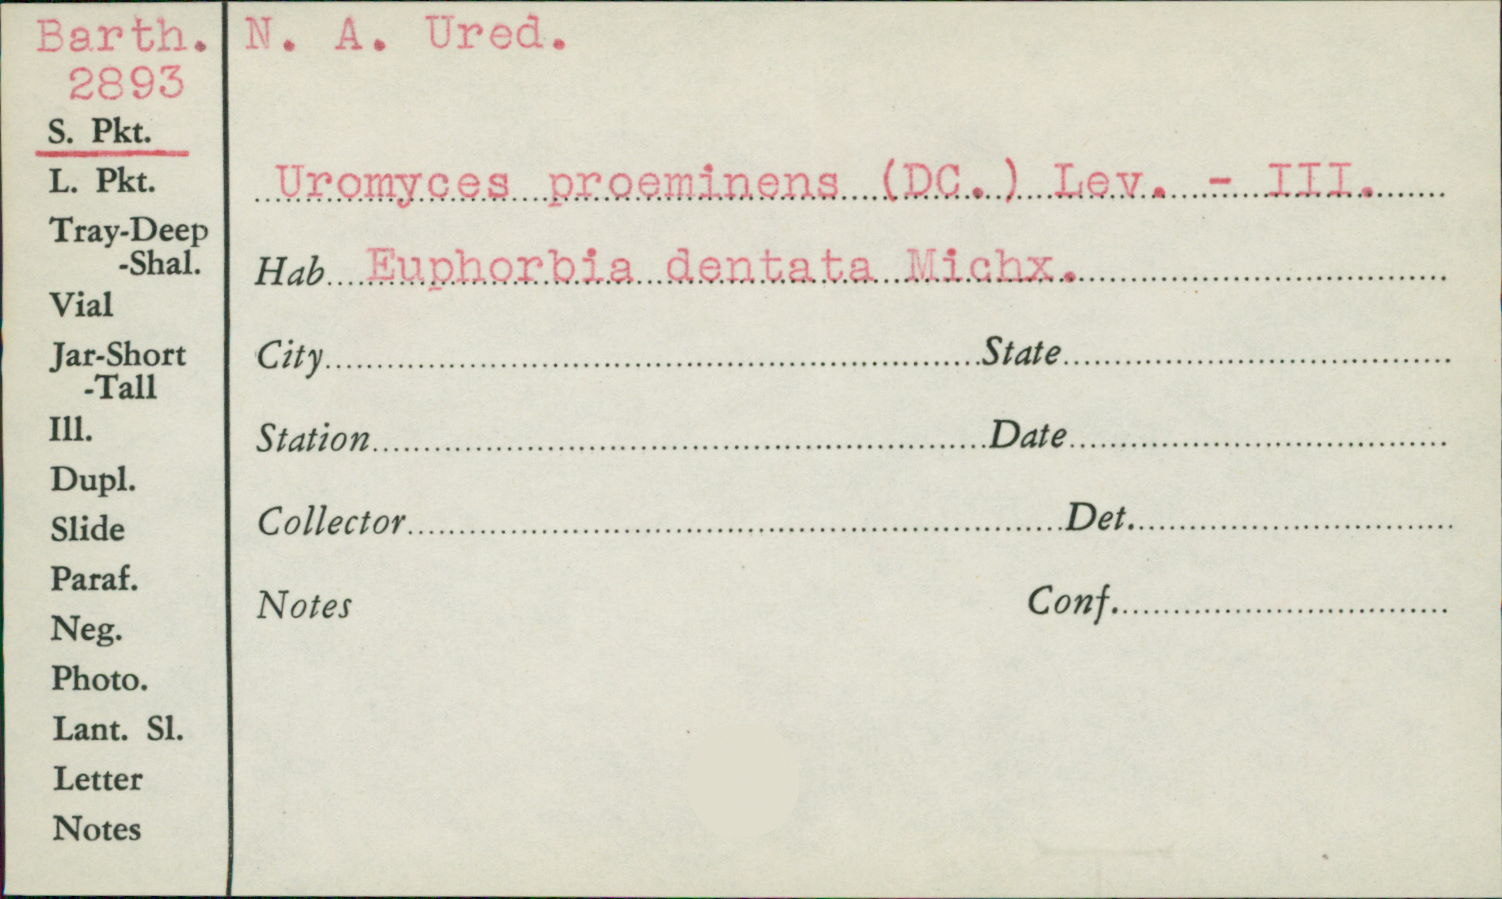 Barth. N. A. Ured.
2893
S. Pkt.
L. Pkt.
Tray-Deep
-Shal.
Vial
Jar-Short
-Tall
Ill.
Dupl.
Slide
Paraf.
Neg.
Photo.
Lant. Sl.
Letter
Notes
Uromyces proeminens (DC.) Lev. - III.
Hab Euphorbia dentata Michx.
City State
Station Date
Collector Det.
Notes Conf.